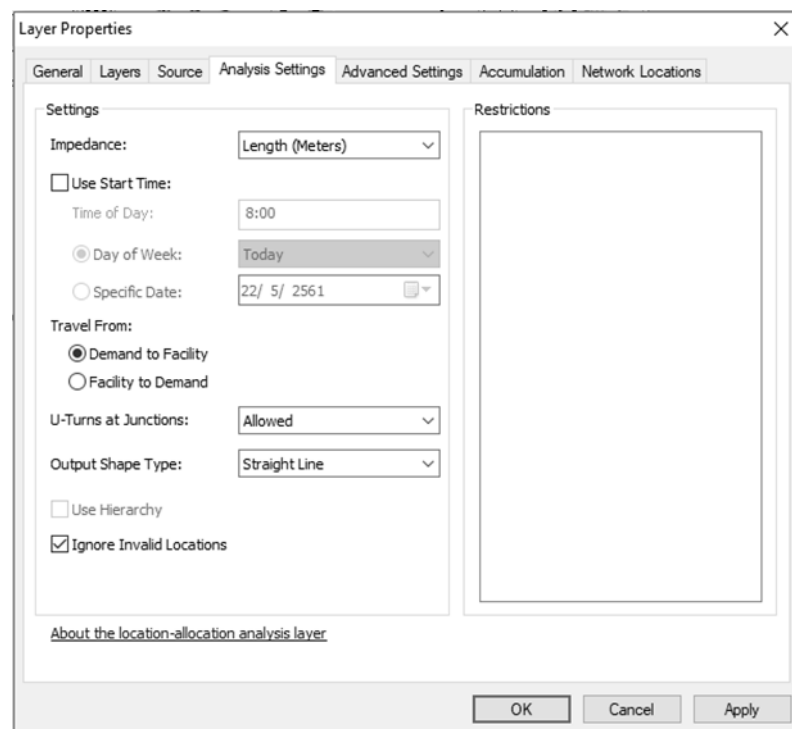 Layer Properties
General Layers Source Analysis Settings Advanced Settings Accumulation Network Locations
Settings
Impedance: Length (Meters)
Use Start Time:
Time of Day: 8:00
Day of Week: Today
Specific Date: 22/ 5/ 2561
Travel From:
Demand to Facility
Facility to Demand
U-Turns at Junctions: Allowed
Output Shape Type: Straight Line
Use Hierarchy
Ignore Invalid Locations
About the location-allocation analysis layer
Restrictions
OK Cancel Apply